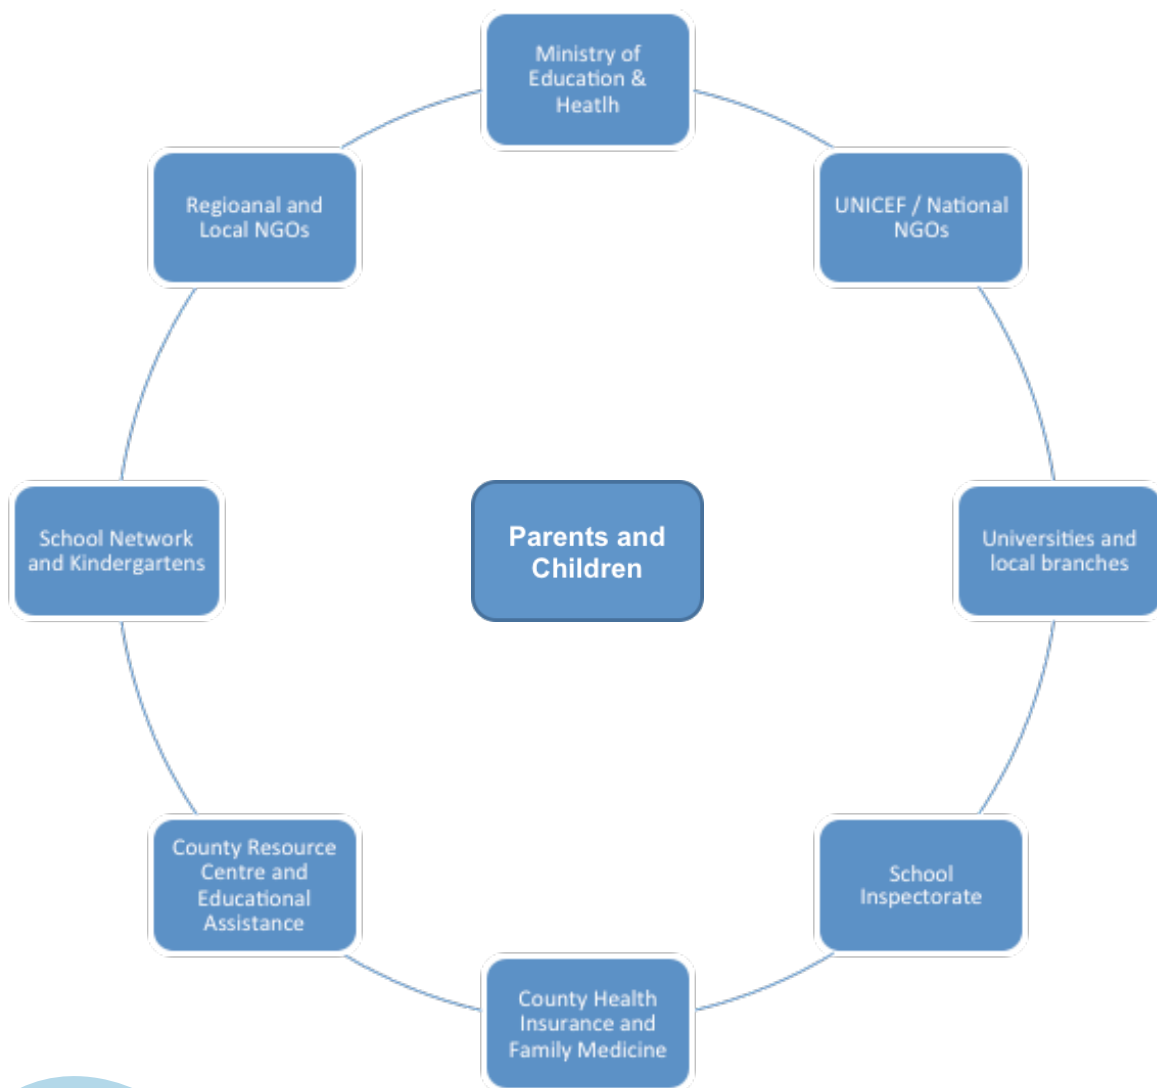 Ministry of
Education &
Heatlh
UNICEF / National
NGOs
Universities and
local branches
School
Inspectorate
County Health
Insurance and
Family Medicine
County Resource
Centre and
Educational
Assistance
School Network
and Kindergartens
Regioanal and
Local NGOs
Parents and
Children